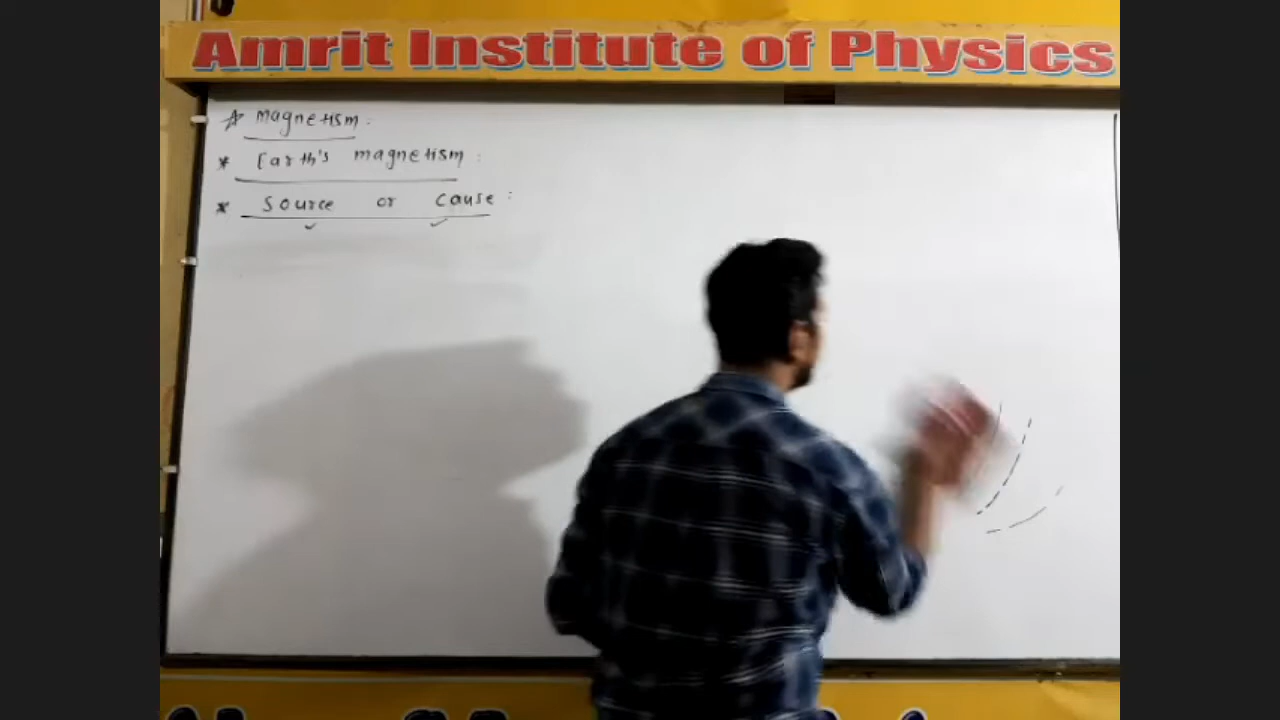 Amrit Institute of Physics
☆ Magnetism :
* Earth's magnetism :
* Source or cause :